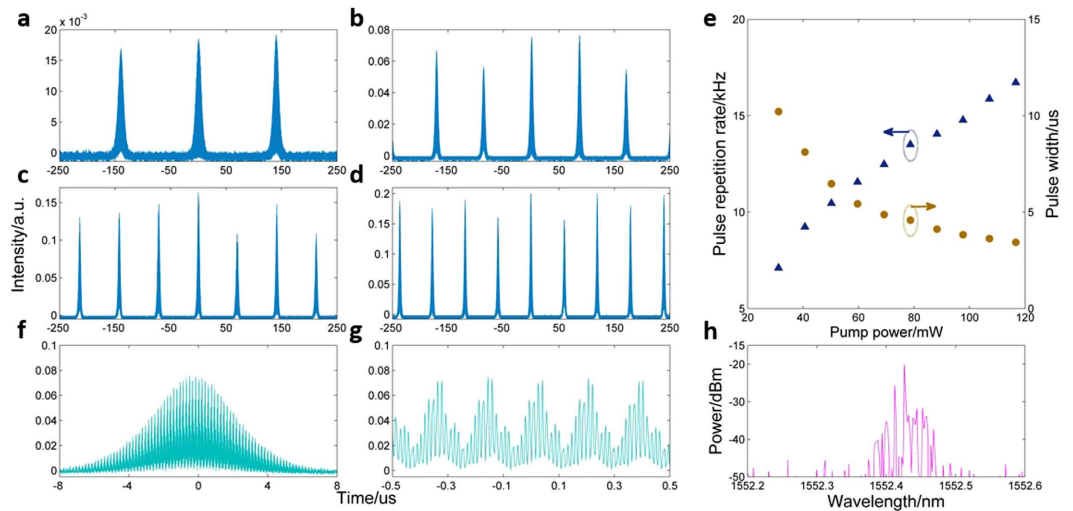 a
x 10⁻³
20
15
10
5
0
-250 -150 -50 50 150 250
b
0.08
0.06
0.04
0.02
0
-250 -150 -50 50 150 250
c
0.15
0.1
0.05
0
-250 -150 -50 50 150 250
d
0.2
0.15
0.1
0.05
0
-250 -150 -50 50 150 250
Intensity/a.u.
e
20
15
10
5
Pulse repetition rate/kHz
15
10
5
0
Pulse width/us
20 40 60 80 100 120
Pump power/mW
f
0.1
0.08
0.06
0.04
0.02
0
-8 -4 0 4 8
g
0.1
0.08
0.06
0.04
0.02
0
-0.5 -0.3 -0.1 0.1 0.3 0.5
Time/us
h
-15
-20
-30
-40
-50
Power/dBm
1552.2 1552.3 1552.4 1552.5 1552.6
Wavelength/nm